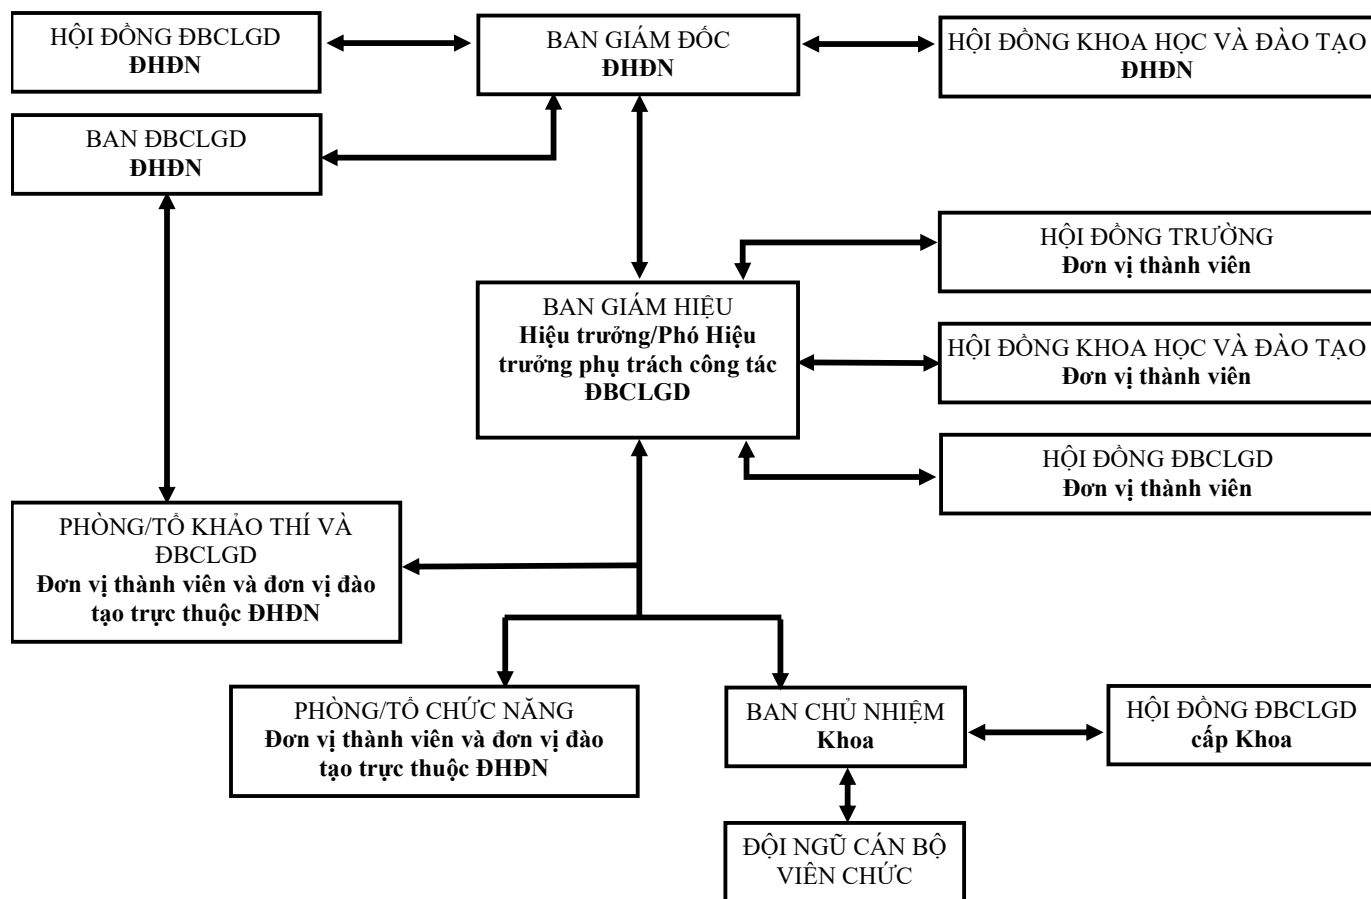 HỘI ĐỒNG ĐBCLGD
ĐHĐN
BAN GIÁM ĐỐC
ĐHĐN
HỘI ĐỒNG KHOA HỌC VÀ ĐÀO TẠO
ĐHĐN
BAN ĐBCLGD
ĐHĐN
HỘI ĐỒNG TRƯỜNG
Đơn vị thành viên
BAN GIÁM HIỆU
Hiệu trưởng/Phó Hiệu
trưởng phụ trách công tác
ĐBCLGD
HỘI ĐỒNG KHOA HỌC VÀ ĐÀO TẠO
Đơn vị thành viên
HỘI ĐỒNG ĐBCLGD
Đơn vị thành viên
PHÒNG/TỔ KHẢO THÍ VÀ
ĐBCLGD
Đơn vị thành viên và đơn vị đào
tạo trực thuộc ĐHĐN
PHÒNG/TỔ CHỨC NĂNG
Đơn vị thành viên và đơn vị đào
tạo trực thuộc ĐHĐN
BAN CHỦ NHIỆM
Khoa
HỘI ĐỒNG ĐBCLGD
cấp Khoa
ĐỘI NGŨ CÁN BỘ
VIÊN CHỨC